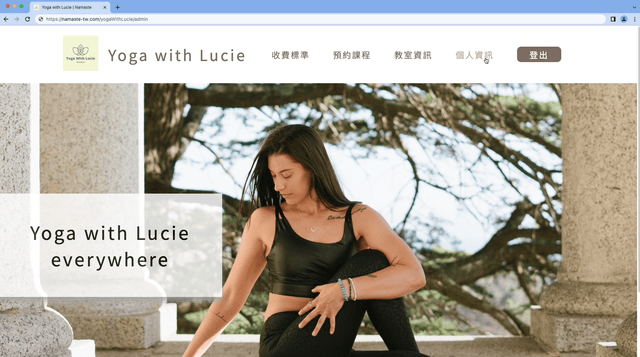 Yoga with Lucie | Namaste
https://namaste-tw.com/yogaWithLucie/admin
Yoga With Lucie
Yoga with Lucie
收費標準
預約課程
教室資訊
個人資訊
登出
Yoga with Lucie
everywhere